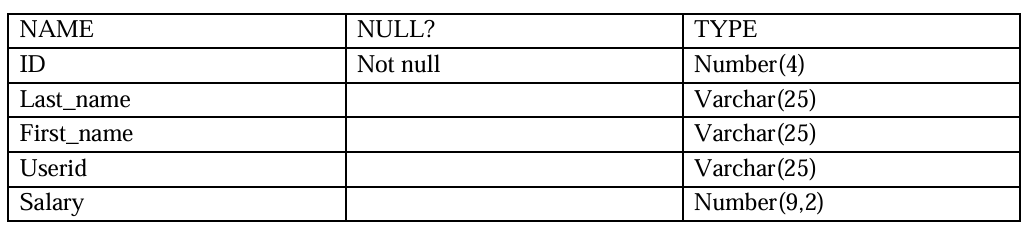 NAME NULL? TYPE
ID Not null Number(4)
Last_name Varchar(25)
First_name Varchar(25)
Userid Varchar(25)
Salary Number(9,2)